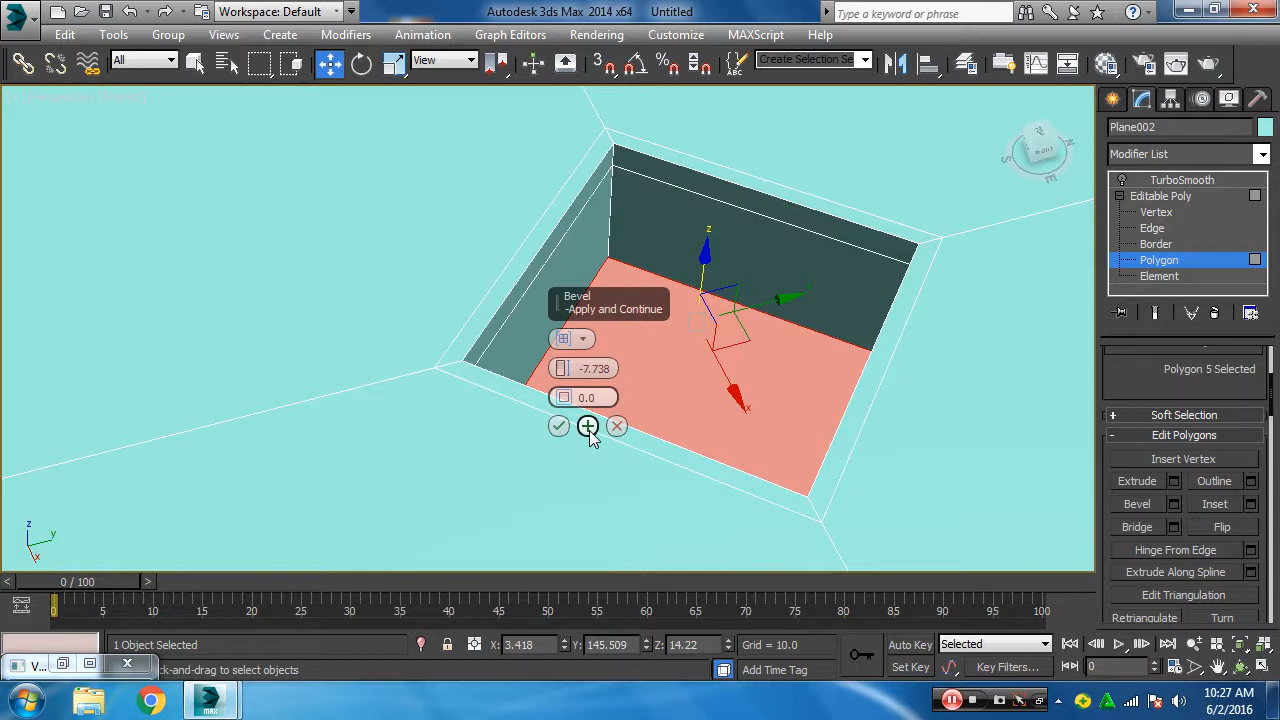 Workspace: Default
Autodesk 3ds Max 2014 x64 Untitled
Type a keyword or phrase
Edit Tools Group Views Create Modifiers Animation Graph Editors Rendering Customize MAXScript Help
All
View
3
Create Selection Se
Plane002
Modifier List
TurboSmooth
Editable Poly
Vertex
Edge
Border
Polygon
Element
Polygon 5 Selected
Soft Selection
Edit Polygons
Insert Vertex
Extrude Outline
Bevel Inset
Bridge Flip
Hinge From Edge
Extrude Along Spline
Edit Triangulation
Retriangulate Turn
Bevel
-Apply and Continue
-7.738
0.0
z
x
S
N
E
z
y
x
0 / 100
0 5 10 15 20 25 30 35 40 45 50 55 60 65 70 75 80 85 90 95 100
1 Object Selected
X: 3.418 Y: 145.509 Z: 14.22 Grid = 10.0
Auto Key Selected
V...
k-and-drag to select objects
Add Time Tag
Set Key Key Filters...
0
MAX
10:27 AM
6/2/2016